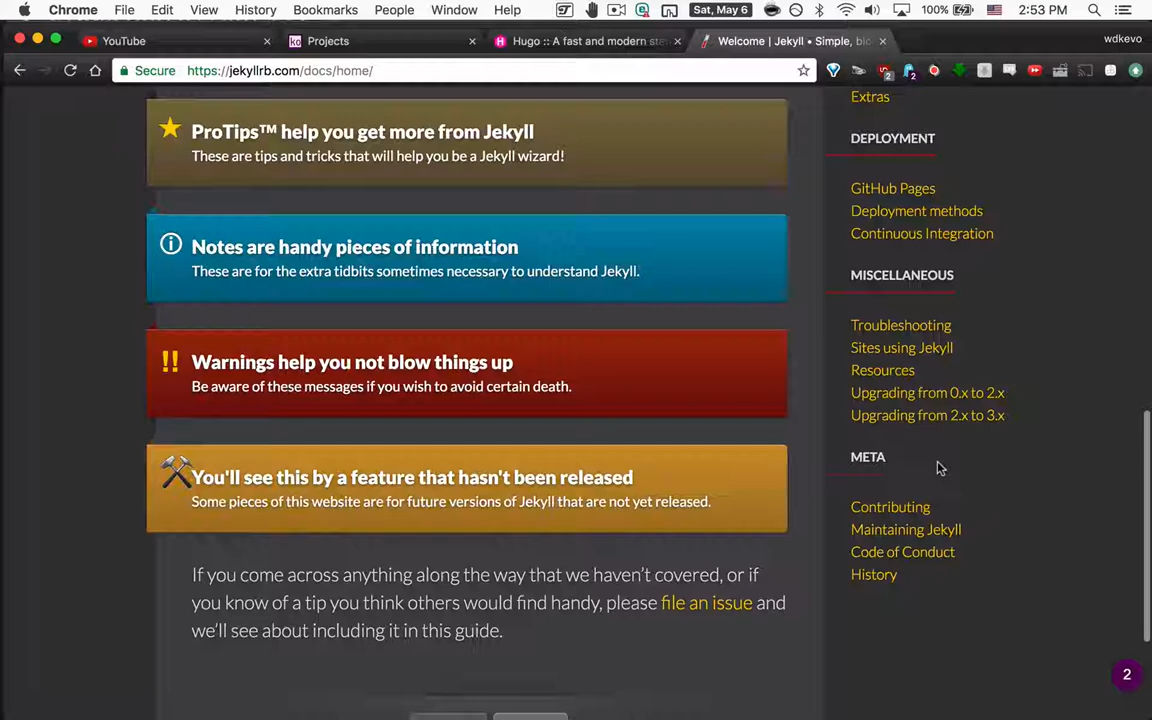 Chrome File Edit View History Bookmarks People Window Help
Sat, May 6
100%
2:53 PM
YouTube
Projects
Hugo :: A fast and modern sta
Welcome | Jekyll • Simple, blo
wdkevo
Secure https://jekyllrb.com/docs/home/
2
2
ProTips™ help you get more from Jekyll
These are tips and tricks that will help you be a Jekyll wizard!
Notes are handy pieces of information
These are for the extra tidbits sometimes necessary to understand Jekyll.
Warnings help you not blow things up
Be aware of these messages if you wish to avoid certain death.
You'll see this by a feature that hasn't been released
Some pieces of this website are for future versions of Jekyll that are not yet released.
If you come across anything along the way that we haven't covered, or if
you know of a tip you think others would find handy, please file an issue and
we'll see about including it in this guide.
Extras
DEPLOYMENT
GitHub Pages
Deployment methods
Continuous Integration
MISCELLANEOUS
Troubleshooting
Sites using Jekyll
Resources
Upgrading from 0.x to 2.x
Upgrading from 2.x to 3.x
META
Contributing
Maintaining Jekyll
Code of Conduct
History
2